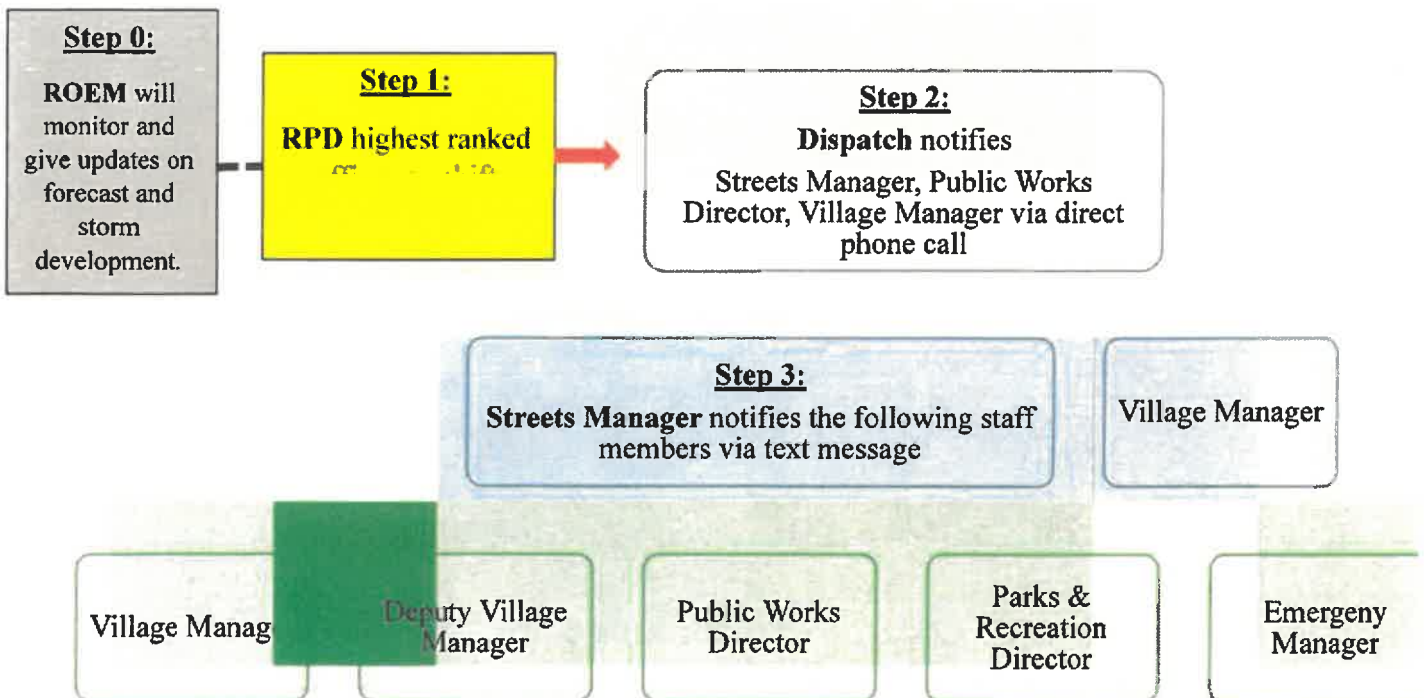 Step 0:
ROEM will
monitor and
give updates on
forecast and
storm
development.
Step 1:
RPD highest ranked
Step 2:
Dispatch notifies
Streets Manager, Public Works
Director, Village Manager via direct
phone call
Step 3:
Streets Manager notifies the following staff
members via text message
Village Manager
Village Manag
Deputy Village
Manager
Public Works
Director
Parks &
Recreation
Director
Emergeny
Manager